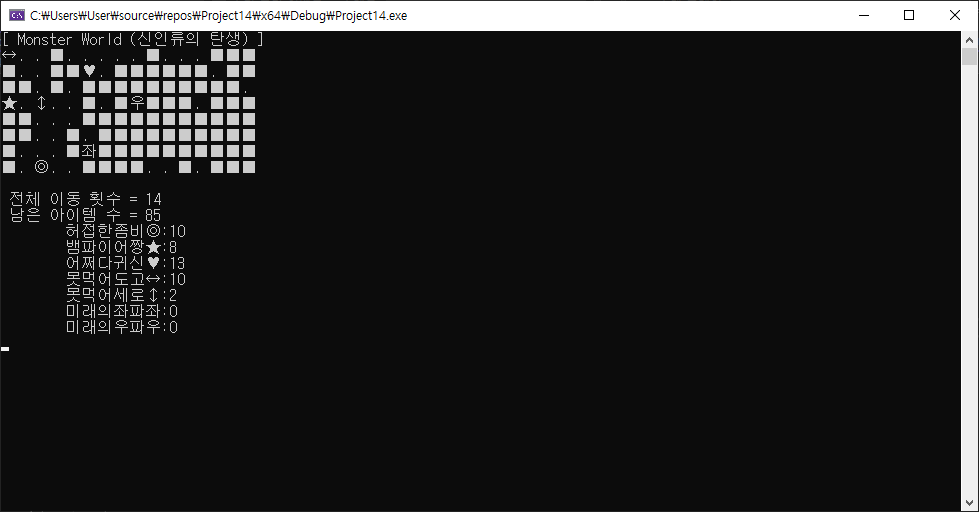 C:₩Users₩User₩source₩repos₩Project14₩x64₩Debug₩Project14.exe
[ Monster World (신인류의 탄생) ]
↔. . ■. . . . . ■. . . ■■■
■. . ■■♥. ■■■■■■. ■■
■■. ■. ■■■■■■■■■■.
★. ↕. . ■. ■우■■■. ■■■
■■. . . ■■■■■■■■■■■
■■. . ■. ■■■■■■■■■■
■. . . ■좌■■■■■■■■■■
■. ◎. . ■■■■. . ■. ■■■
전체 이동 횟수 = 14
남은 아이템 수 = 85
허접한좀비◎:10
뱀파이어짱★:8
어쩌다귀신♥:13
못먹어도고↔:10
못먹어세로↕:2
미래의좌파좌:0
미래의우파우:0